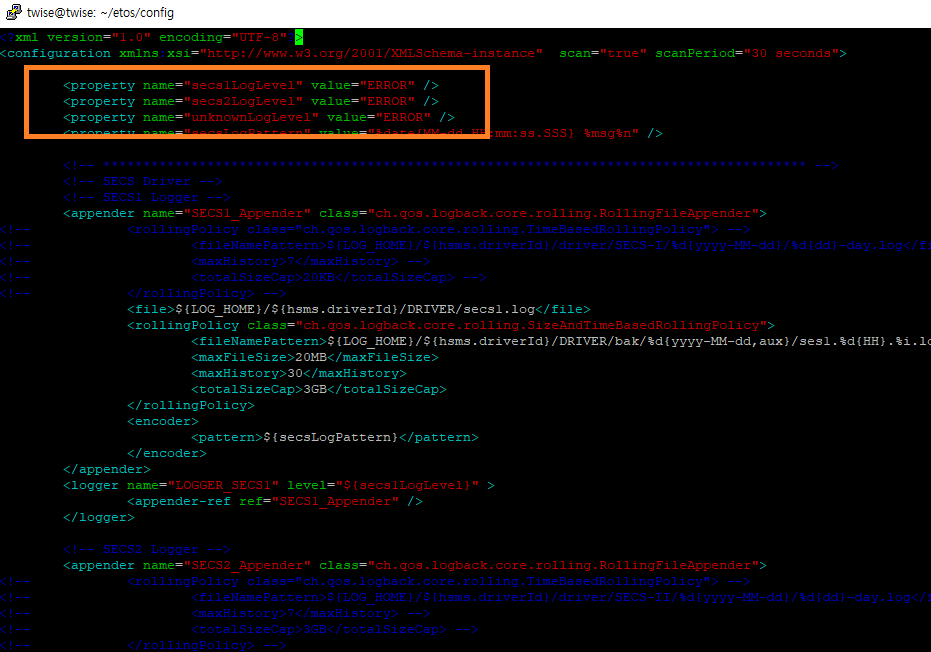 twise@twise: ~/etos/config
<?xml version="1.0" encoding="UTF-8"?>
<configuration xmlns:xsi="http://www.w3.org/2001/XMLSchema-instance"  scan="true" scanPeriod="30 seconds">
<property name="secs1LogLevel" value="ERROR" />
<property name="secs2LogLevel" value="ERROR" />
<property name="unknownLogLevel" value="ERROR" />
<property name="secsLogPattern" value="%date{MM-dd HH:mm:ss.SSS} %msg%n" />
<!-- **************************************************************************************** -->
<!-- SECS Driver -->
<!-- SECS1 Logger -->
<appender name="SECS1_Appender" class="ch.qos.logback.core.rolling.RollingFileAppender">
<!-- <rollingPolicy class="ch.qos.logback.core.rolling.TimeBasedRollingPolicy"> -->
<!-- <fileNamePattern>${LOG_HOME}/${hsms.driverId}/driver/SECS-I/%d{yyyy-MM-dd}/%d{dd}-day.log</fi
<!-- <maxHistory>7</maxHistory> -->
<!-- <totalSizeCap>20KB</totalSizeCap> -->
<!-- </rollingPolicy> -->
<file>${LOG_HOME}/${hsms.driverId}/DRIVER/secs1.log</file>
<rollingPolicy class="ch.qos.logback.core.rolling.SizeAndTimeBasedRollingPolicy">
<fileNamePattern>${LOG_HOME}/${hsms.driverId}/DRIVER/bak/%d{yyyy-MM-dd,aux}/ses1.%d{HH}.%i.lo
<maxFileSize>20MB</maxFileSize>
<maxHistory>30</maxHistory>
<totalSizeCap>3GB</totalSizeCap>
</rollingPolicy>
<encoder>
<pattern>${secsLogPattern}</pattern>
</encoder>
</appender>
<logger name="LOGGER_SECS1" level="${secs1LogLevel}" >
<appender-ref ref="SECS1_Appender" />
</logger>
<!-- SECS2 Logger -->
<appender name="SECS2_Appender" class="ch.qos.logback.core.rolling.RollingFileAppender">
<!-- <rollingPolicy class="ch.qos.logback.core.rolling.TimeBasedRollingPolicy"> -->
<!-- <fileNamePattern>${LOG_HOME}/${hsms.driverId}/driver/SECS-II/%d{yyyy-MM-dd}/%d{dd}-day.log</f
<!-- <maxHistory>7</maxHistory> -->
<!-- <totalSizeCap>3GB</totalSizeCap> -->
<!-- </rollingPolicy> -->